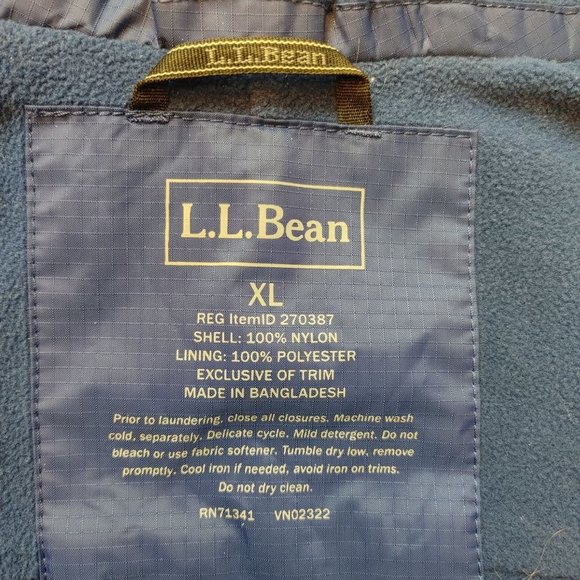 L.L.Bean
L.L.Bean
XL
REG ItemID 270387
SHELL: 100% NYLON
LINING: 100% POLYESTER
EXCLUSIVE OF TRIM
MADE IN BANGLADESH
Prior to laundering, close all closures. Machine wash
cold, separately. Delicate cycle. Mild detergent. Do not
bleach or use fabric softener. Tumble dry low, remove
promptly. Cool iron if needed, avoid iron on trims.
Do not dry clean.
RN71341 VN02322